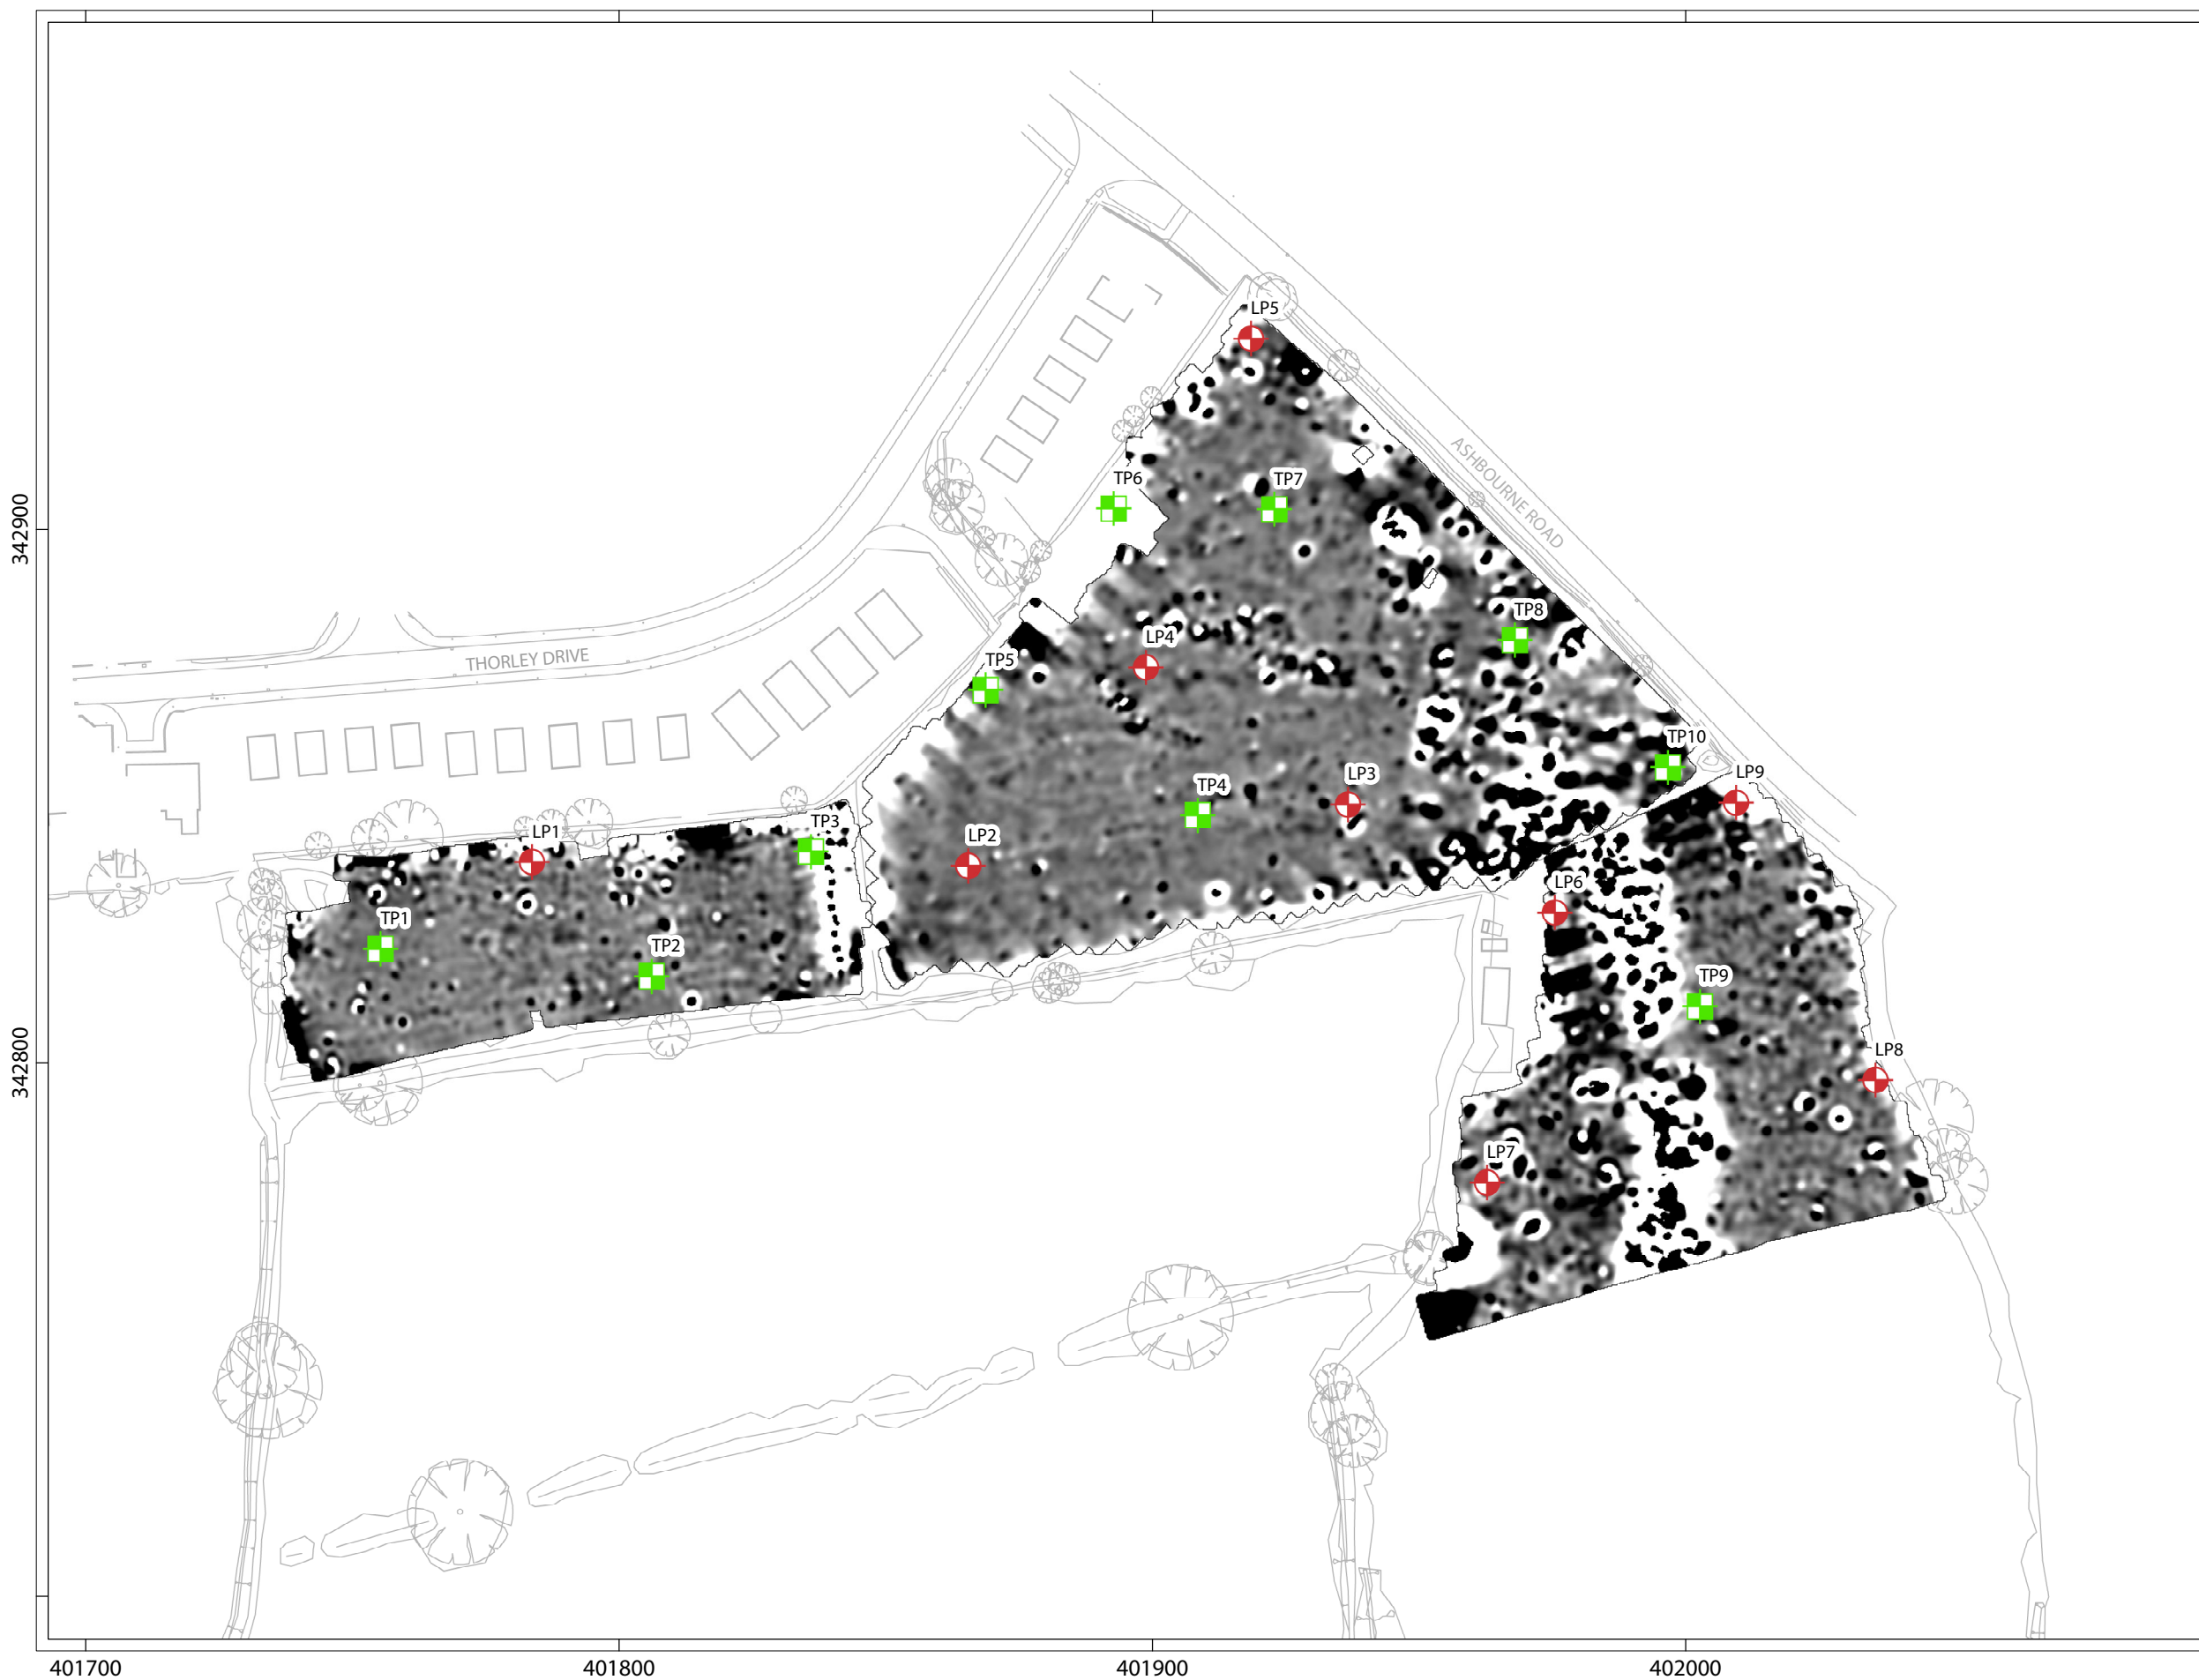 LP5
ASHBOURNE ROAD
TP6
TP7
342900
TP8
LP4
THORLEY DRIVE
TP5
TP10
LP3
LP9
TP4
TP3
LP1
LP2
LP6
TP1
TP2
TP9
342800
LP8
LP7
401700
401800
401900
402000